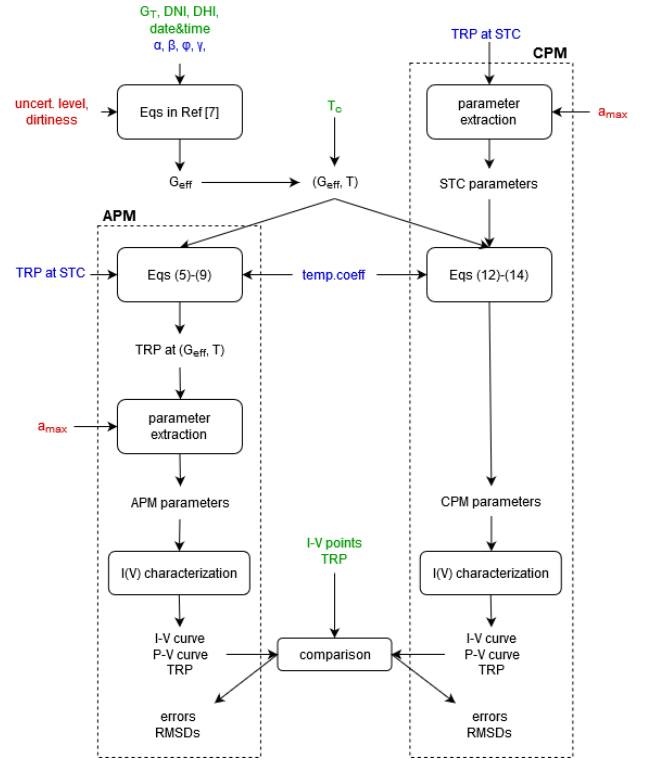 G_T, DNI, DHI,
date&time
α, β, φ, γ,
TRP at STC
CPM
uncert. level,
dirtiness
Eqs in Ref [7]
T_c
parameter
extraction
a_max
G_eff
(G_eff, T)
STC parameters
APM
TRP at STC
Eqs (5)-(9)
temp.coeff
Eqs (12)-(14)
TRP at (G_eff, T)
a_max
parameter
extraction
APM parameters
CPM parameters
I(V) characterization
I-V points
TRP
I(V) characterization
I-V curve
P-V curve
TRP
comparison
I-V curve
P-V curve
TRP
errors
RMSDs
errors
RMSDs